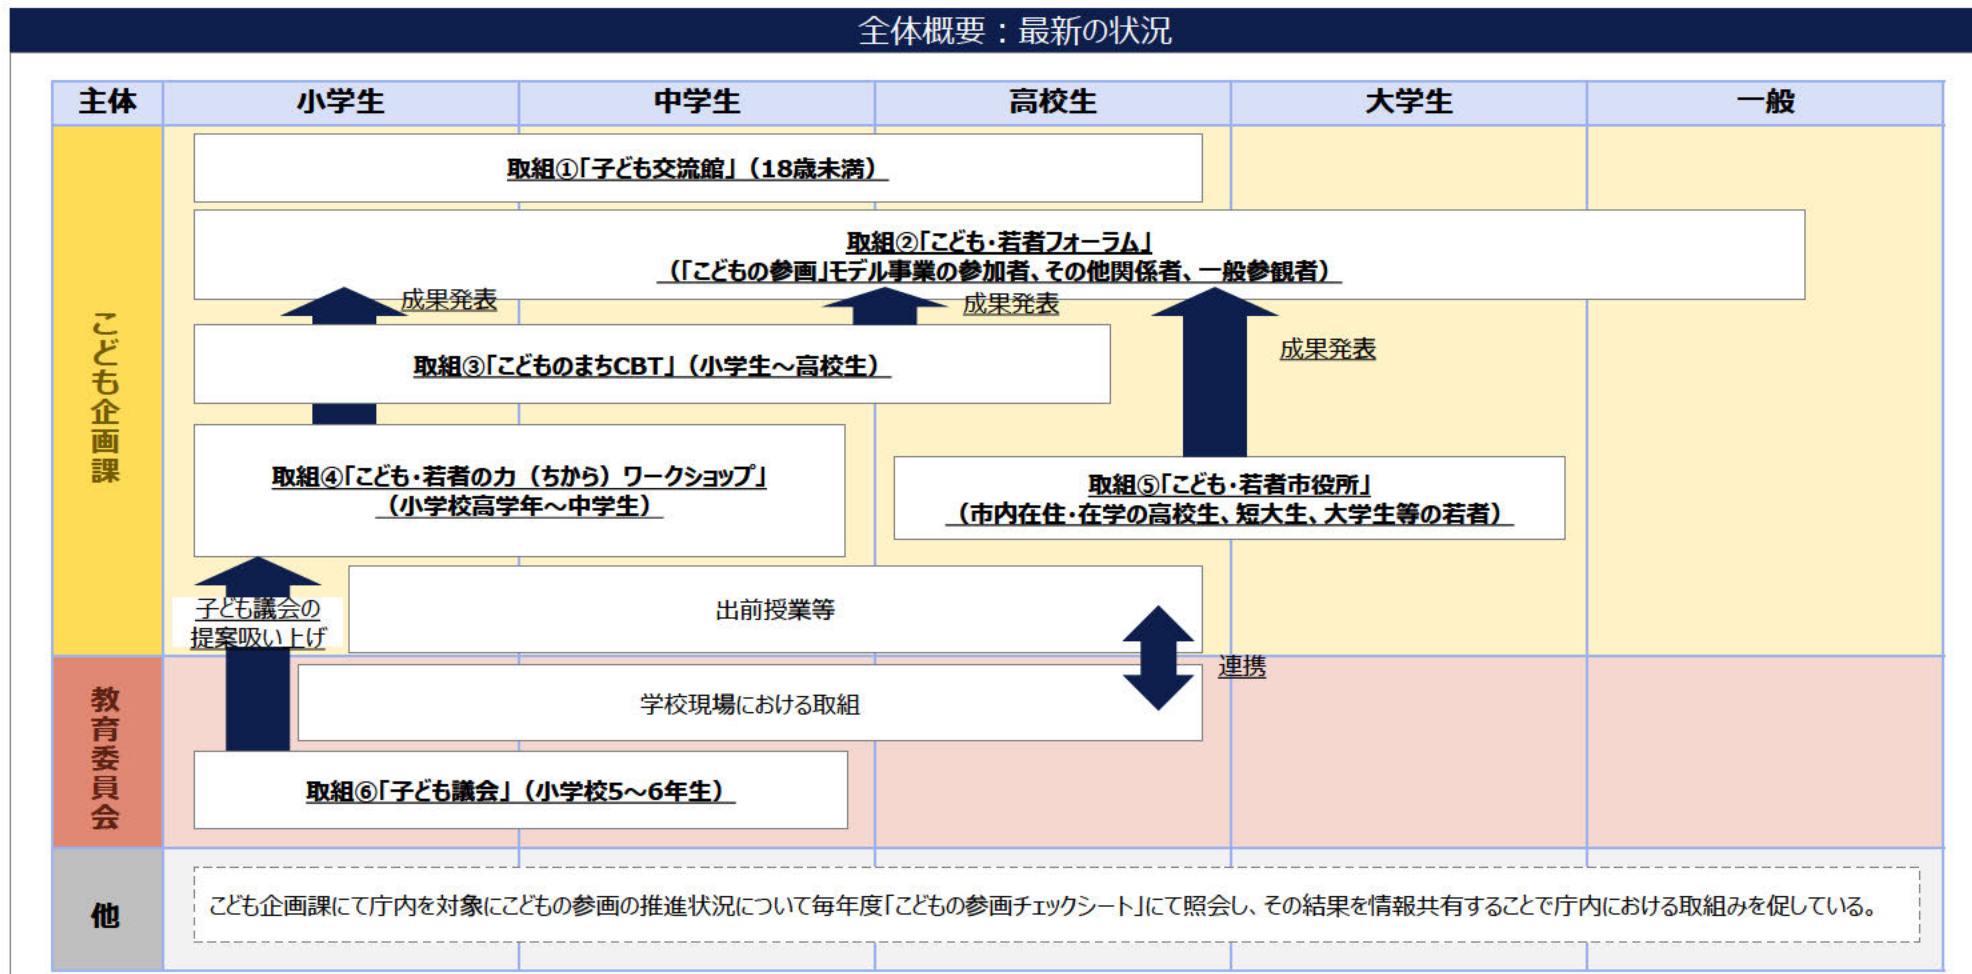 全体概要：最新の状況
主体
小学生
中学生
高校生
大学生
一般
こども企画課
取組①「子ども交流館」（18歳未満）
取組②「こども・若者フォーラム」
（「こどもの参画」モデル事業の参加者、その他関係者、一般参観者）
成果発表
成果発表
成果発表
取組③「こどものまちCBT」（小学生～高校生）
取組④「こども・若者の力（ちから）ワークショップ」
（小学校高学年～中学生）
取組⑤「こども・若者市役所」
（市内在住・在学の高校生、短大生、大学生等の若者）
子ども議会の
提案吸い上げ
出前授業等
連携
教育委員会
学校現場における取組
取組⑥「子ども議会」（小学校5～6年生）
他
こども企画課にて庁内を対象にこどもの参画の推進状況について毎年度「こどもの参画チェックシート」にて照会し、その結果を情報共有することで庁内における取組みを促している。